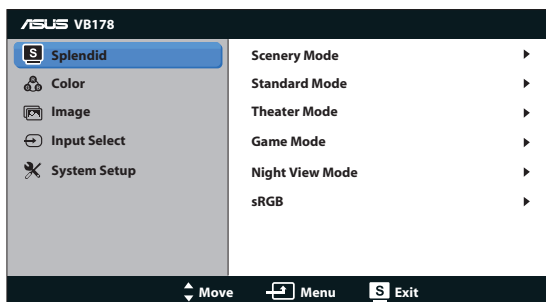 ASUS VB178
S Splendid
Color
Image
Input Select
System Setup
Scenery Mode
Standard Mode
Theater Mode
Game Mode
Night View Mode
sRGB
Move Menu S Exit